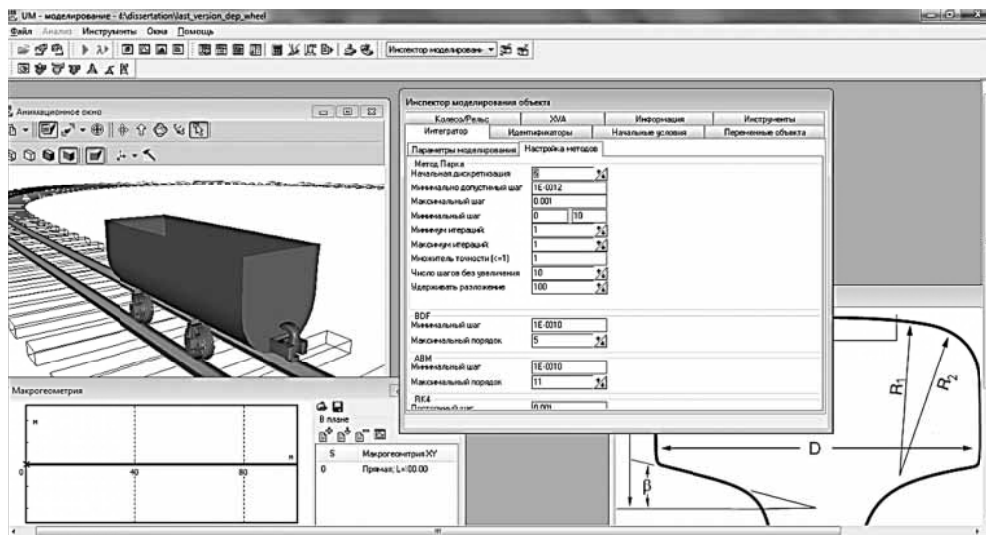 UM - моделирование - f:\dissertation\last_version_dep_wheel
Файл Анализ Инструменты Окна Помощь
Анимационное окно
Инспектор моделирования объекта
Колесо/Рельс XVA Информация Инструменты
Интегратор Идентификаторы Начальные условия Переменные объекта
Параметры моделирования Настройка методов
Метод Парка
Начальная дискретизация 5
Минимально допустимый шаг 1E-0012
Максимальный шаг 0.001
Минимальный шаг 0 10
Минимум итераций 1
Максимум итераций 1
Множитель точности (<=1) 1
Число шагов без увеличения 10
Удерживать разложение 100
BDF
Минимальный шаг 1E-0010
Максимальный порядок 5
ABM
Минимальный шаг 1E-0010
Максимальный порядок 11
RK4
Постоянный шаг 0.001
Макрогеометрия
В плане
S Макрогеометрия XY
0 Прямая; L=100.00
м
м
0 40 80
R1
R2
D
β